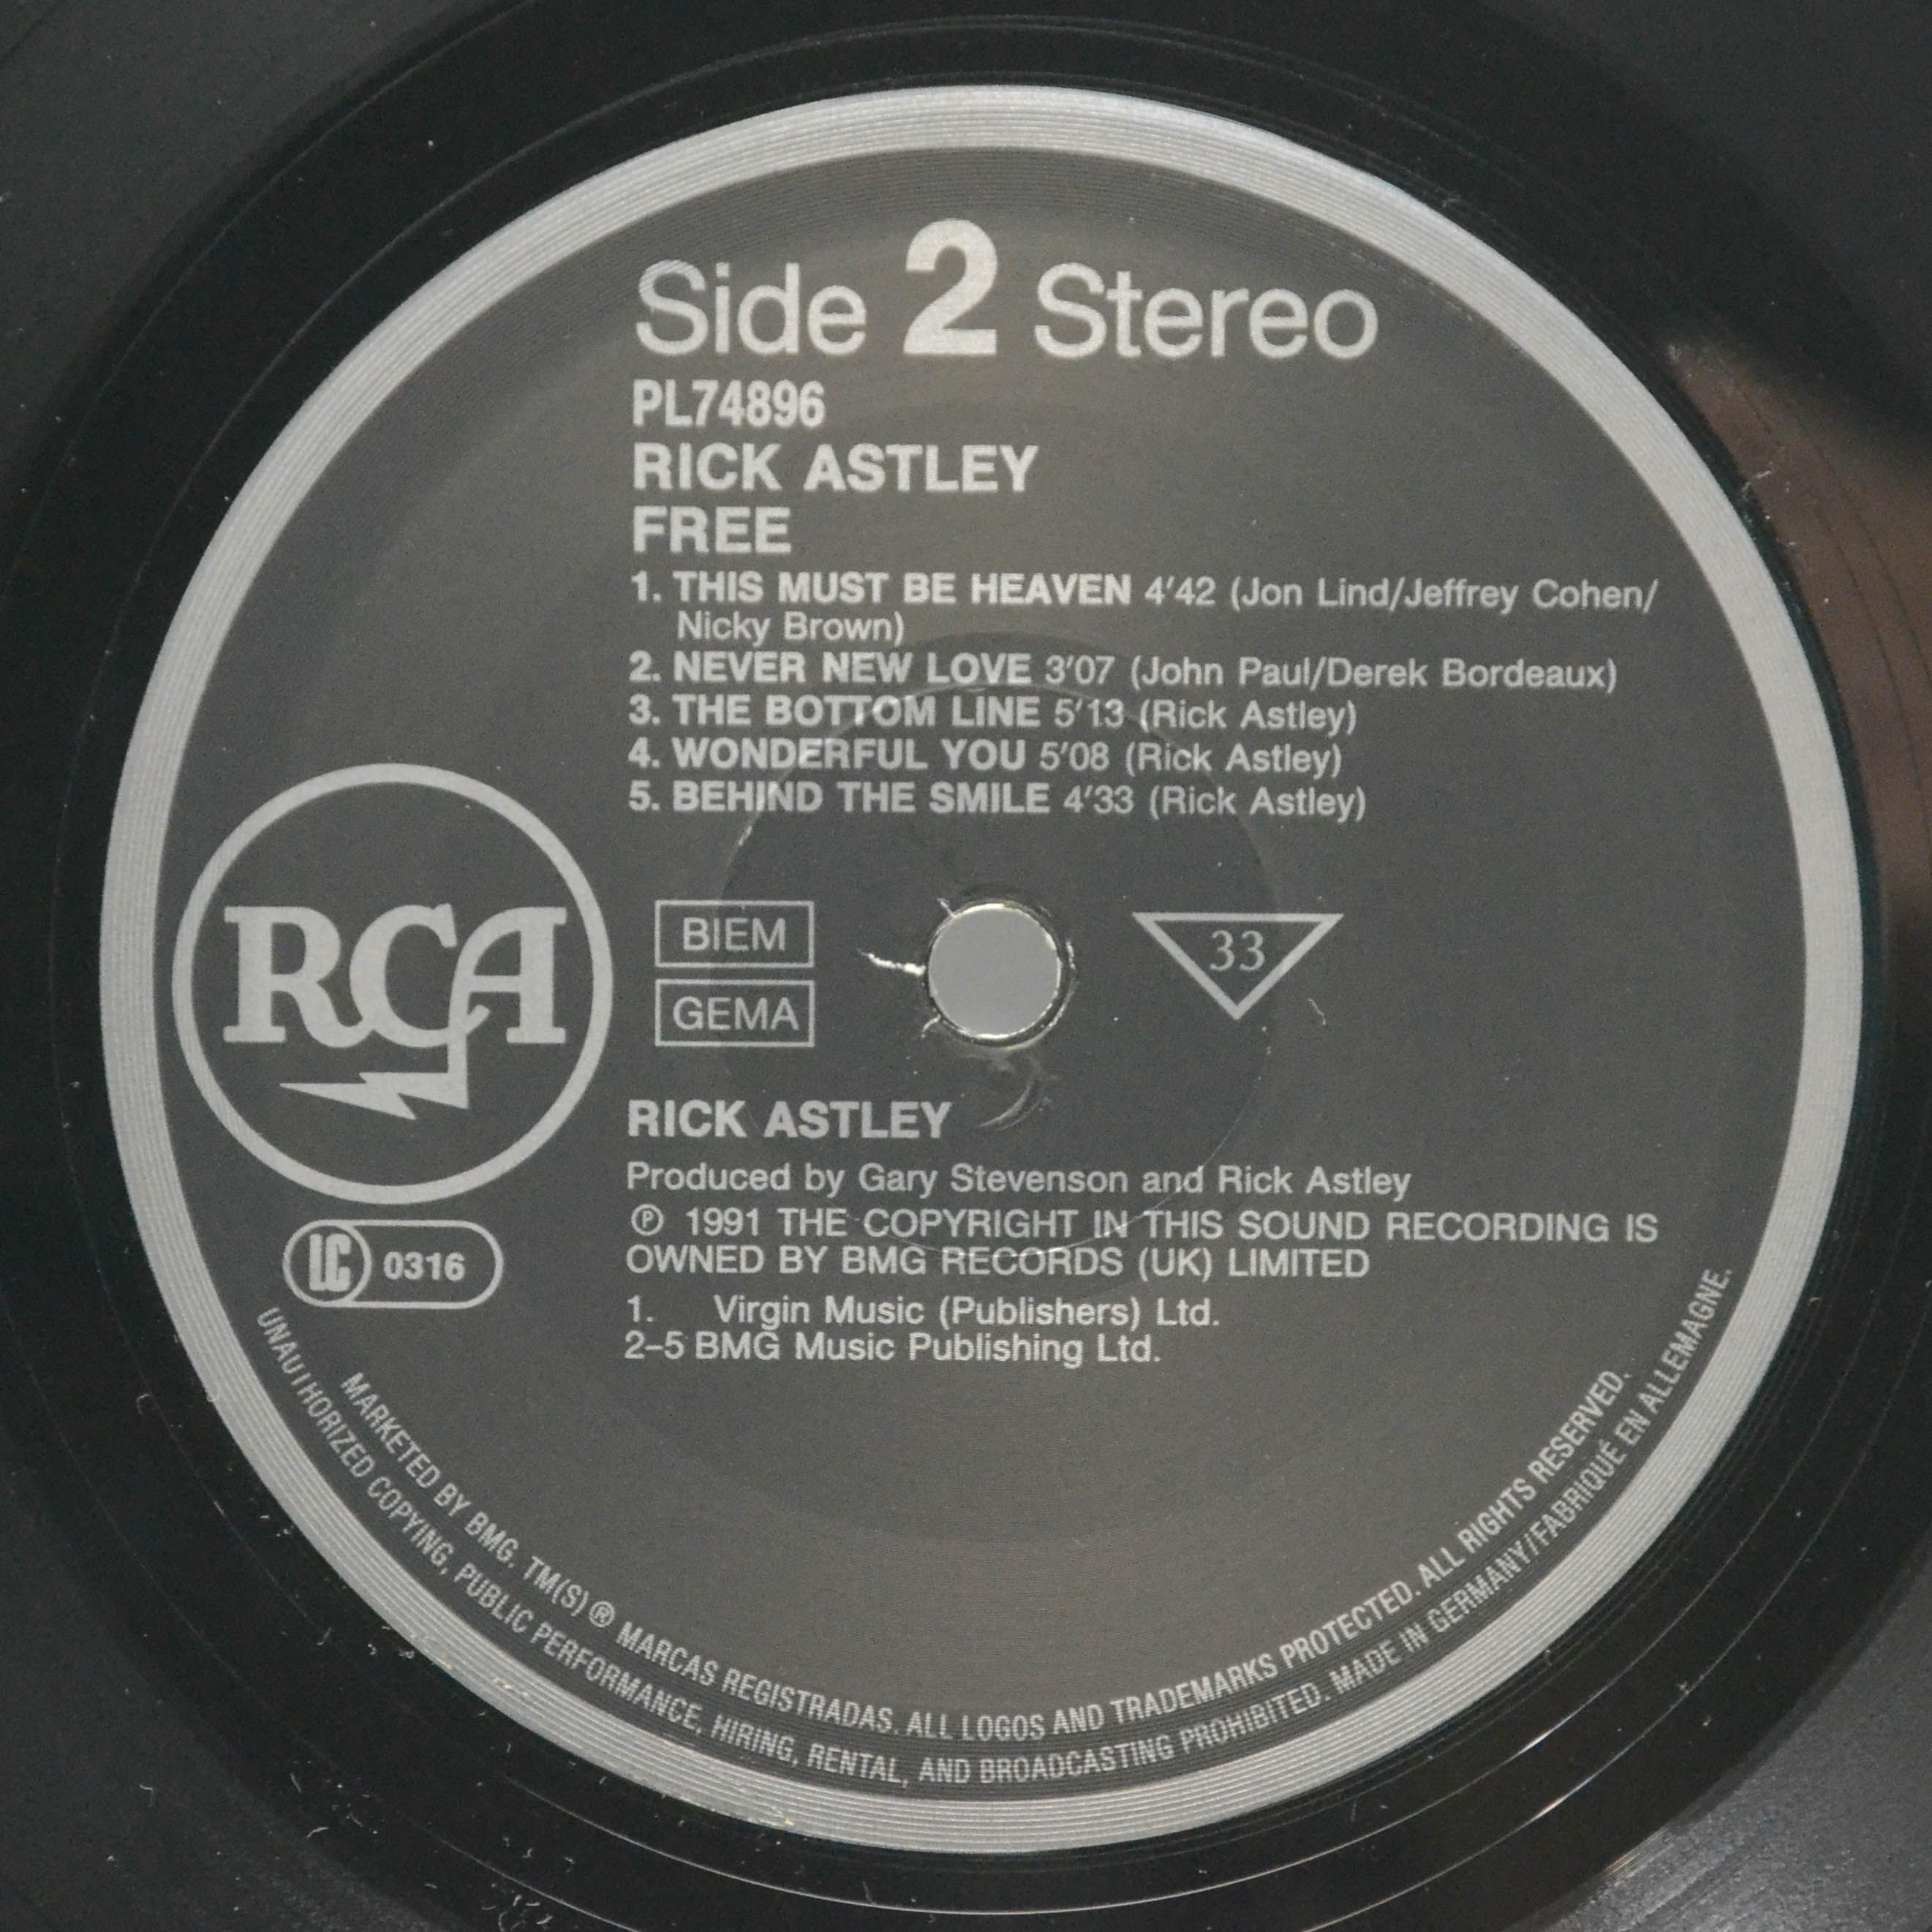 Side 2 Stereo
PL74896
RICK ASTLEY
FREE
1. THIS MUST BE HEAVEN 4'42 (Jon Lind/Jeffrey Cohen/
Nicky Brown)
2. NEVER NEW LOVE 3'07 (John Paul/Derek Bordeaux)
3. THE BOTTOM LINE 5'13 (Rick Astley)
4. WONDERFUL YOU 5'08 (Rick Astley)
5. BEHIND THE SMILE 4'33 (Rick Astley)
RCA
BIEM
GEMA
33
RICK ASTLEY
Produced by Gary Stevenson and Rick Astley
℗ 1991 THE COPYRIGHT IN THIS SOUND RECORDING IS
OWNED BY BMG RECORDS (UK) LIMITED
LC 0316
1. Virgin Music (Publishers) Ltd.
2–5 BMG Music Publishing Ltd.
MARKETED BY BMG. TM(S) ® MARCAS REGISTRADAS. ALL LOGOS AND TRADEMARKS PROTECTED. ALL RIGHTS RESERVED.
UNAUTHORIZED COPYING, PUBLIC PERFORMANCE, HIRING, RENTAL, AND BROADCASTING PROHIBITED. MADE IN GERMANY/FABRIQUÉ EN ALLEMAGNE.